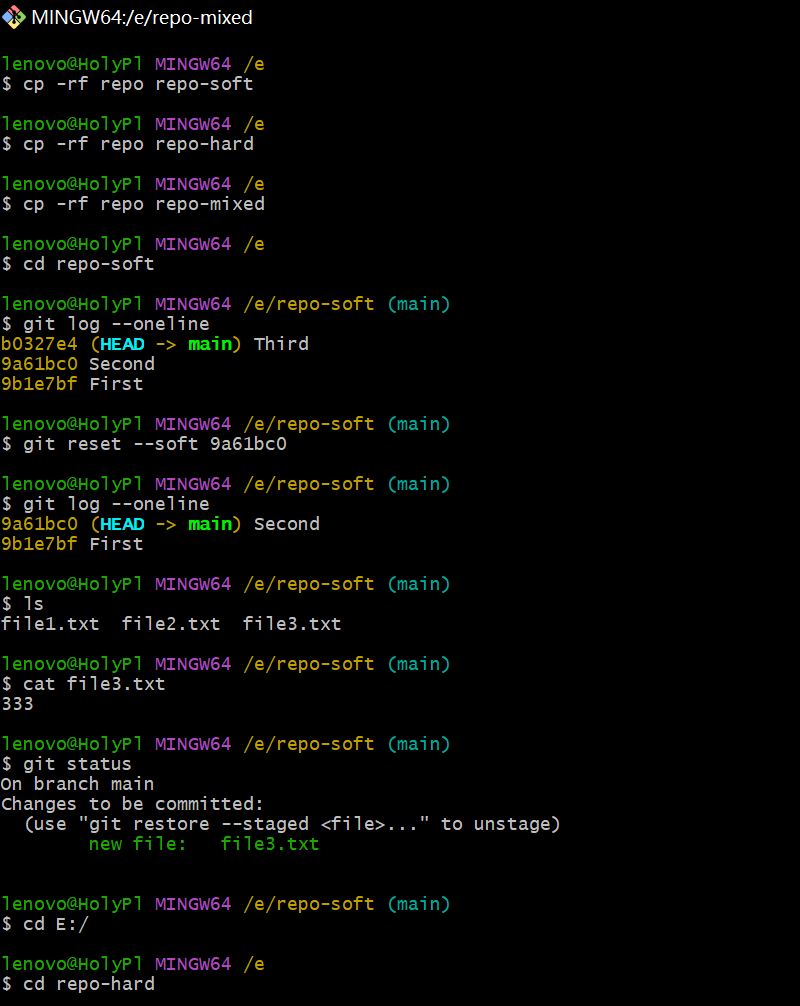 MINGW64:/e/repo-mixed
lenovo@HolyPl MINGW64 /e
$ cp -rf repo repo-soft
lenovo@HolyPl MINGW64 /e
$ cp -rf repo repo-hard
lenovo@HolyPl MINGW64 /e
$ cp -rf repo repo-mixed
lenovo@HolyPl MINGW64 /e
$ cd repo-soft
lenovo@HolyPl MINGW64 /e/repo-soft (main)
$ git log --oneline
b0327e4 (HEAD -> main) Third
9a61bc0 Second
9b1e7bf First
lenovo@HolyPl MINGW64 /e/repo-soft (main)
$ git reset --soft 9a61bc0
lenovo@HolyPl MINGW64 /e/repo-soft (main)
$ git log --oneline
9a61bc0 (HEAD -> main) Second
9b1e7bf First
lenovo@HolyPl MINGW64 /e/repo-soft (main)
$ ls
file1.txt  file2.txt  file3.txt
lenovo@HolyPl MINGW64 /e/repo-soft (main)
$ cat file3.txt
333
lenovo@HolyPl MINGW64 /e/repo-soft (main)
$ git status
On branch main
Changes to be committed:
  (use "git restore --staged <file>..." to unstage)
        new file:   file3.txt
lenovo@HolyPl MINGW64 /e/repo-soft (main)
$ cd E:/
lenovo@HolyPl MINGW64 /e
$ cd repo-hard